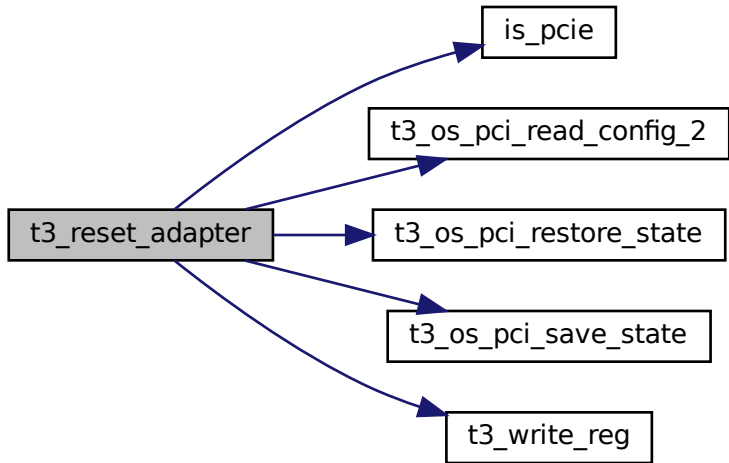 is_pcie
t3_os_pci_read_config_2
t3_reset_adapter
t3_os_pci_restore_state
t3_os_pci_save_state
t3_write_reg